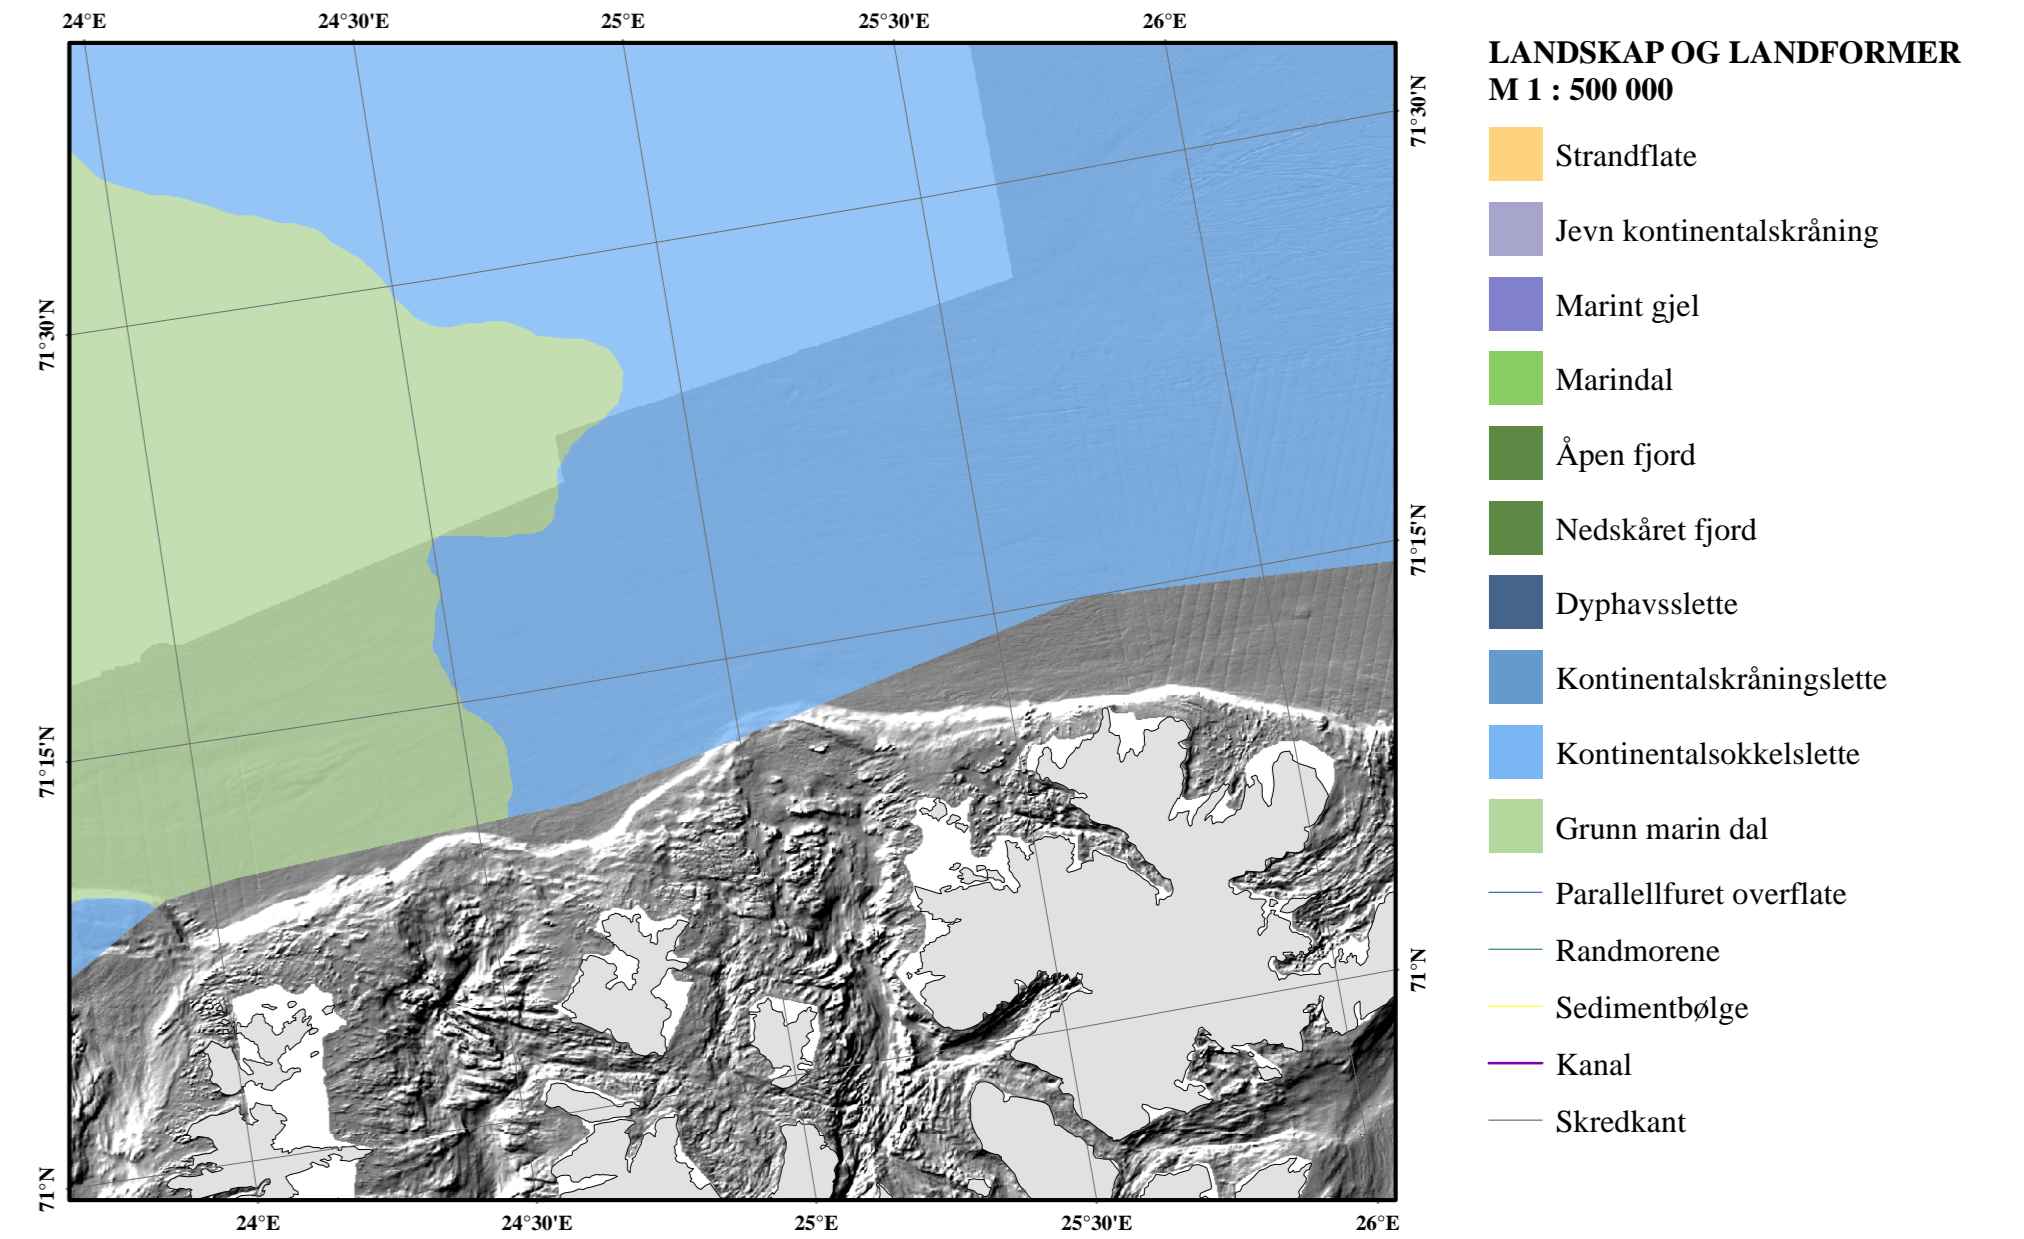 24°E 24°30'E 25°E 25°30'E 26°E
71°30'N
71°15'N
71°N
71°30'N
71°15'N
71°N
24°E 24°30'E 25°E 25°30'E 26°E
LANDSKAP OG LANDFORMER
M 1 : 500 000
Strandflate
Jevn kontinentalskråning
Marint gjel
Marindal
Åpen fjord
Nedskåret fjord
Dyphavsslette
Kontinentalskråningslette
Kontinentalsokkelslette
Grunn marin dal
Parallellfuret overflate
Randmorene
Sedimentbølge
Kanal
Skredkant